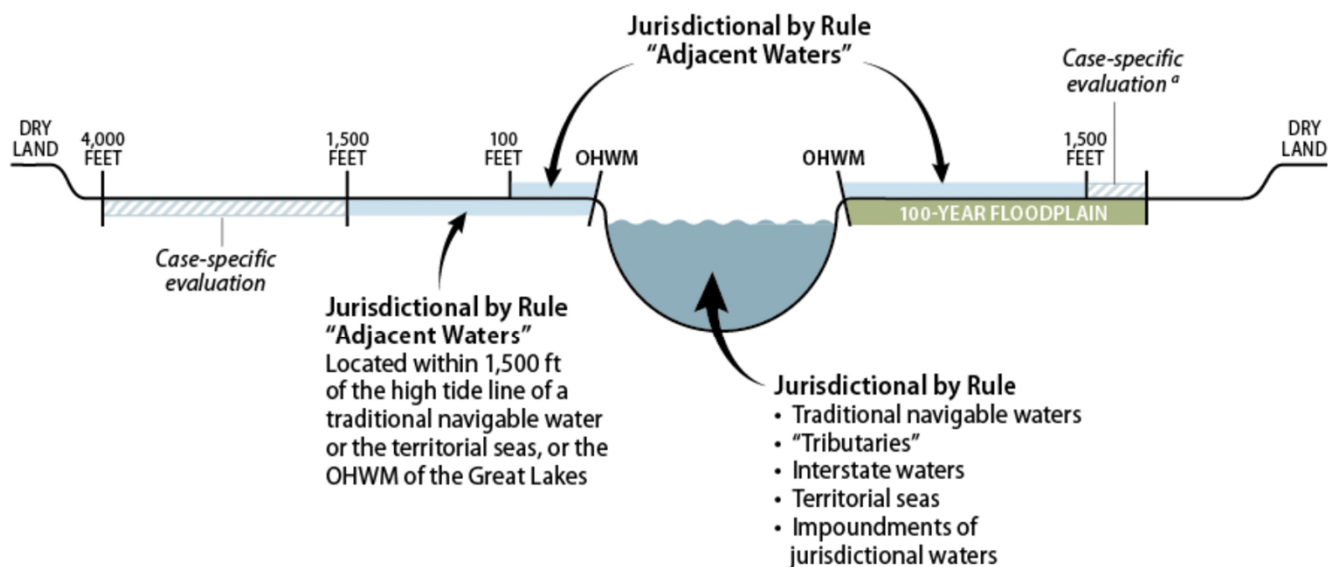 Jurisdictional by Rule
“Adjacent Waters”
Case-specific
evaluation a
DRY
LAND
4,000
FEET
1,500
FEET
100
FEET
OHWM
OHWM
1,500
FEET
DRY
LAND
100-YEAR FLOODPLAIN
Case-specific
evaluation
Jurisdictional by Rule
“Adjacent Waters”
Located within 1,500 ft
of the high tide line of a
traditional navigable water
or the territorial seas, or the
OHWM of the Great Lakes
Jurisdictional by Rule
• Traditional navigable waters
• “Tributaries”
• Interstate waters
• Territorial seas
• Impoundments of
jurisdictional waters